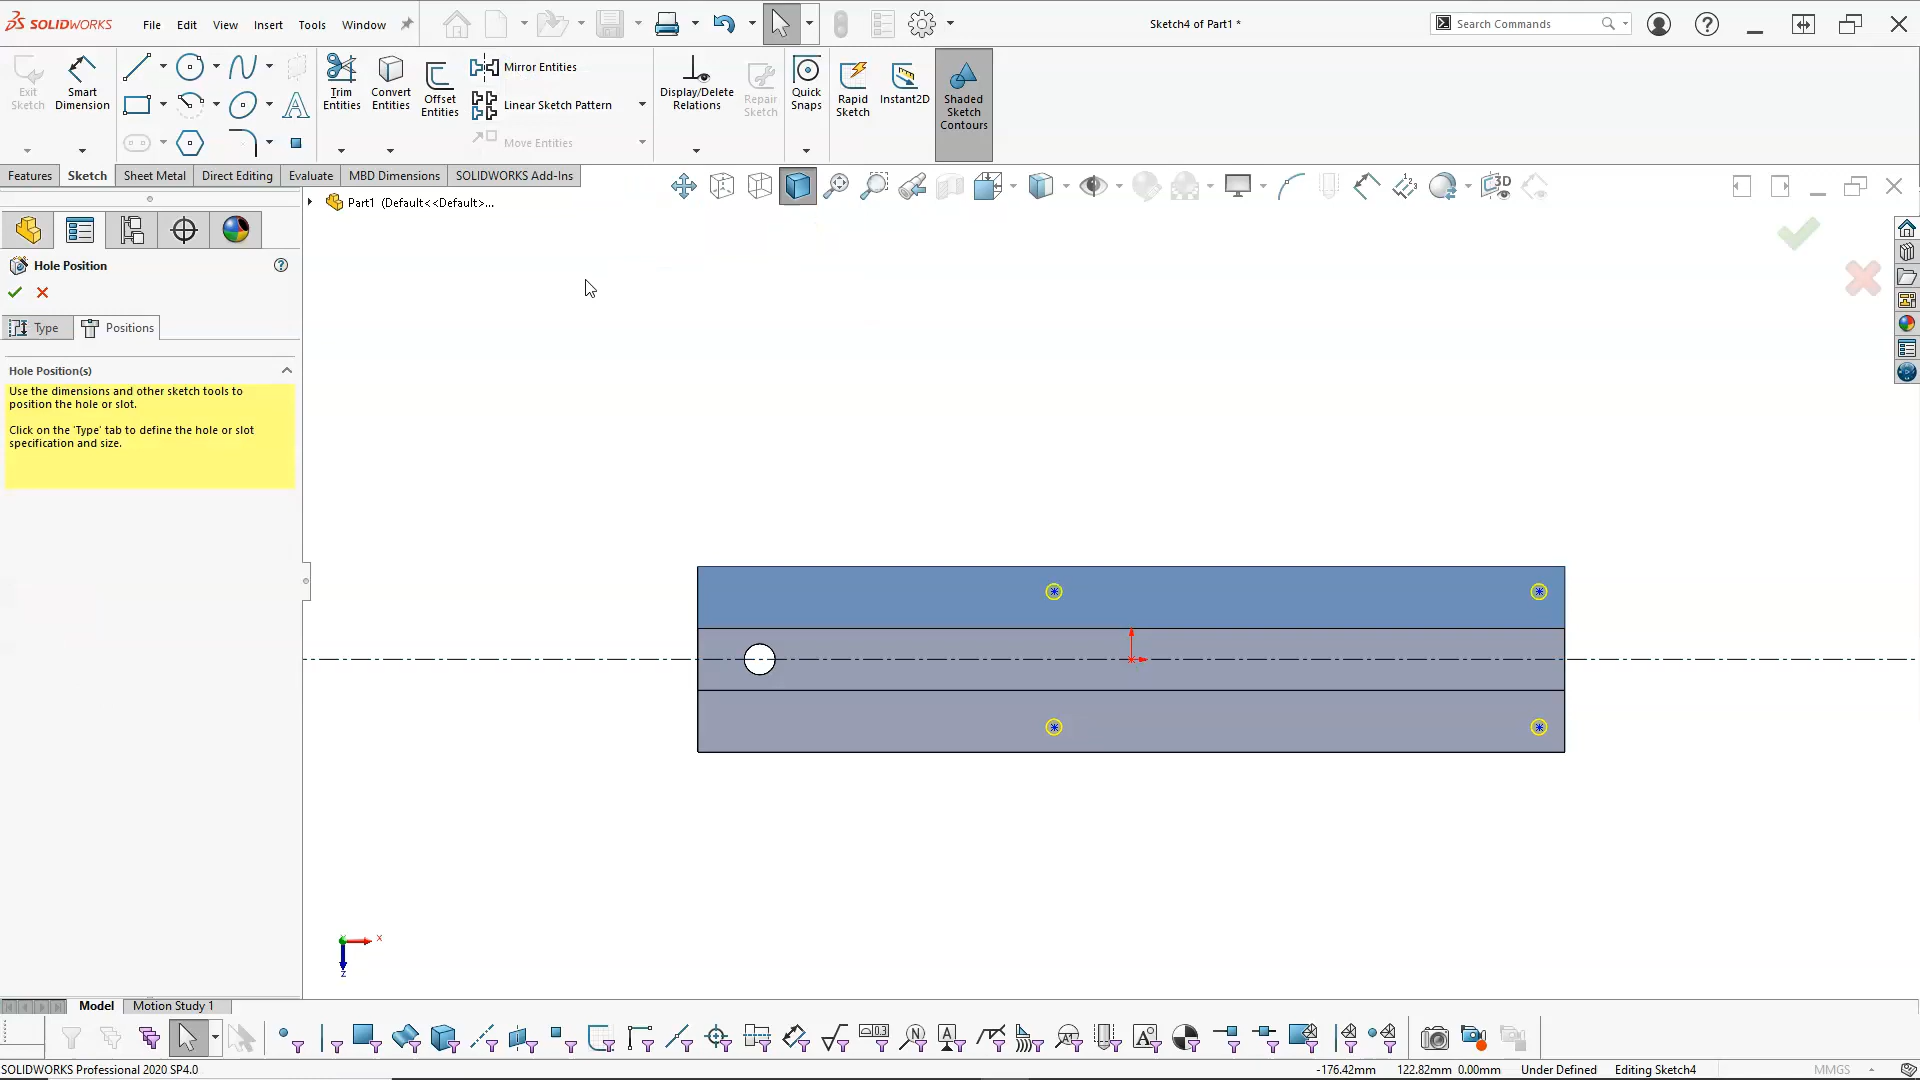 SOLIDWORKS File Edit View Insert Tools Window Sketch4 of Part1 * Search Commands
Exit Sketch
Smart Dimension
Trim Entities
Convert Entities
Offset Entities
Mirror Entities
Linear Sketch Pattern
Move Entities
Display/Delete Relations
Repair Sketch
Quick Snaps
Rapid Sketch
Instant2D
Shaded Sketch Contours
Features Sketch Sheet Metal Direct Editing Evaluate MBD Dimensions SOLIDWORKS Add-Ins
Part1 (Default<<Default>...
Hole Position
Type Positions
Hole Position(s)
Use the dimensions and other sketch tools to
position the hole or slot.
Click on the 'Type' tab to define the hole or slot
specification and size.
X
Z
Model Motion Study 1
SOLIDWORKS Professional 2020 SP4.0 -176.42mm 122.82mm 0.00mm Under Defined Editing Sketch4 MMGS